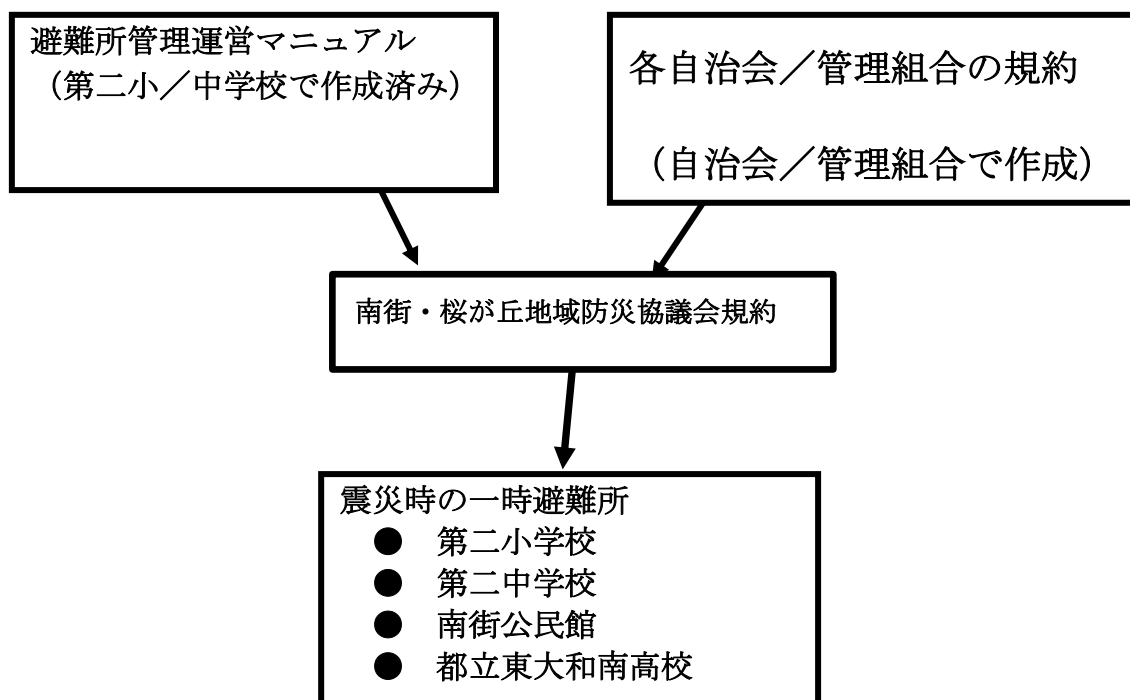 避難所管理運営マニュアル
（第二小／中学校で作成済み）
各自治会／管理組合の規約
（自治会／管理組合で作成）
南街・桜が丘地域防災協議会規約
震災時の一時避難所
● 第二小学校
● 第二中学校
● 南街公民館
● 都立東大和南高校